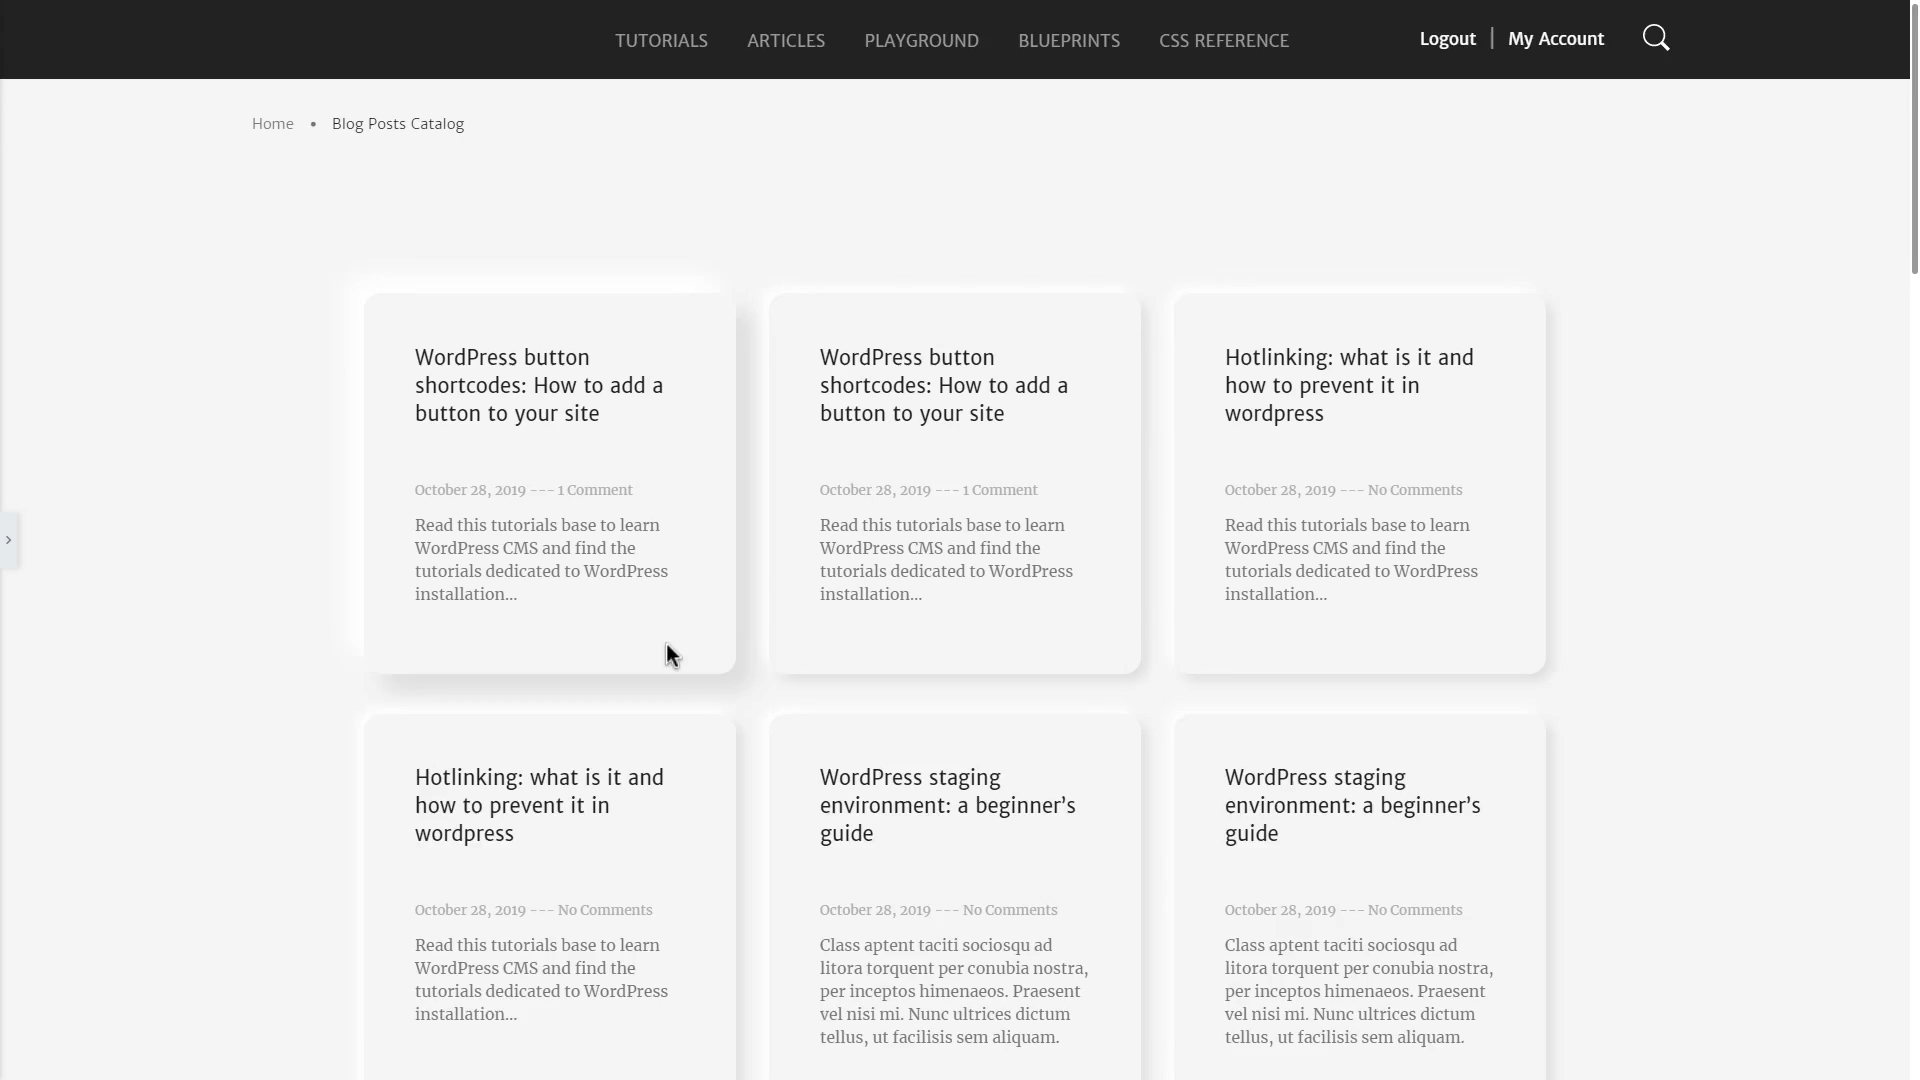 TUTORIALS ARTICLES PLAYGROUND BLUEPRINTS CSS REFERENCE Logout | My Account
Home • Blog Posts Catalog
WordPress button
shortcodes: How to add a
button to your site
October 28, 2019 --- 1 Comment
Read this tutorials base to learn
WordPress CMS and find the
tutorials dedicated to WordPress
installation...
WordPress button
shortcodes: How to add a
button to your site
October 28, 2019 --- 1 Comment
Read this tutorials base to learn
WordPress CMS and find the
tutorials dedicated to WordPress
installation...
Hotlinking: what is it and
how to prevent it in
wordpress
October 28, 2019 --- No Comments
Read this tutorials base to learn
WordPress CMS and find the
tutorials dedicated to WordPress
installation...
Hotlinking: what is it and
how to prevent it in
wordpress
October 28, 2019 --- No Comments
Read this tutorials base to learn
WordPress CMS and find the
tutorials dedicated to WordPress
installation...
WordPress staging
environment: a beginner’s
guide
October 28, 2019 --- No Comments
Class aptent taciti sociosqu ad
litora torquent per conubia nostra,
per inceptos himenaeos. Praesent
vel nisi mi. Nunc ultrices dictum
tellus, ut facilisis sem aliquam.
WordPress staging
environment: a beginner’s
guide
October 28, 2019 --- No Comments
Class aptent taciti sociosqu ad
litora torquent per conubia nostra,
per inceptos himenaeos. Praesent
vel nisi mi. Nunc ultrices dictum
tellus, ut facilisis sem aliquam.